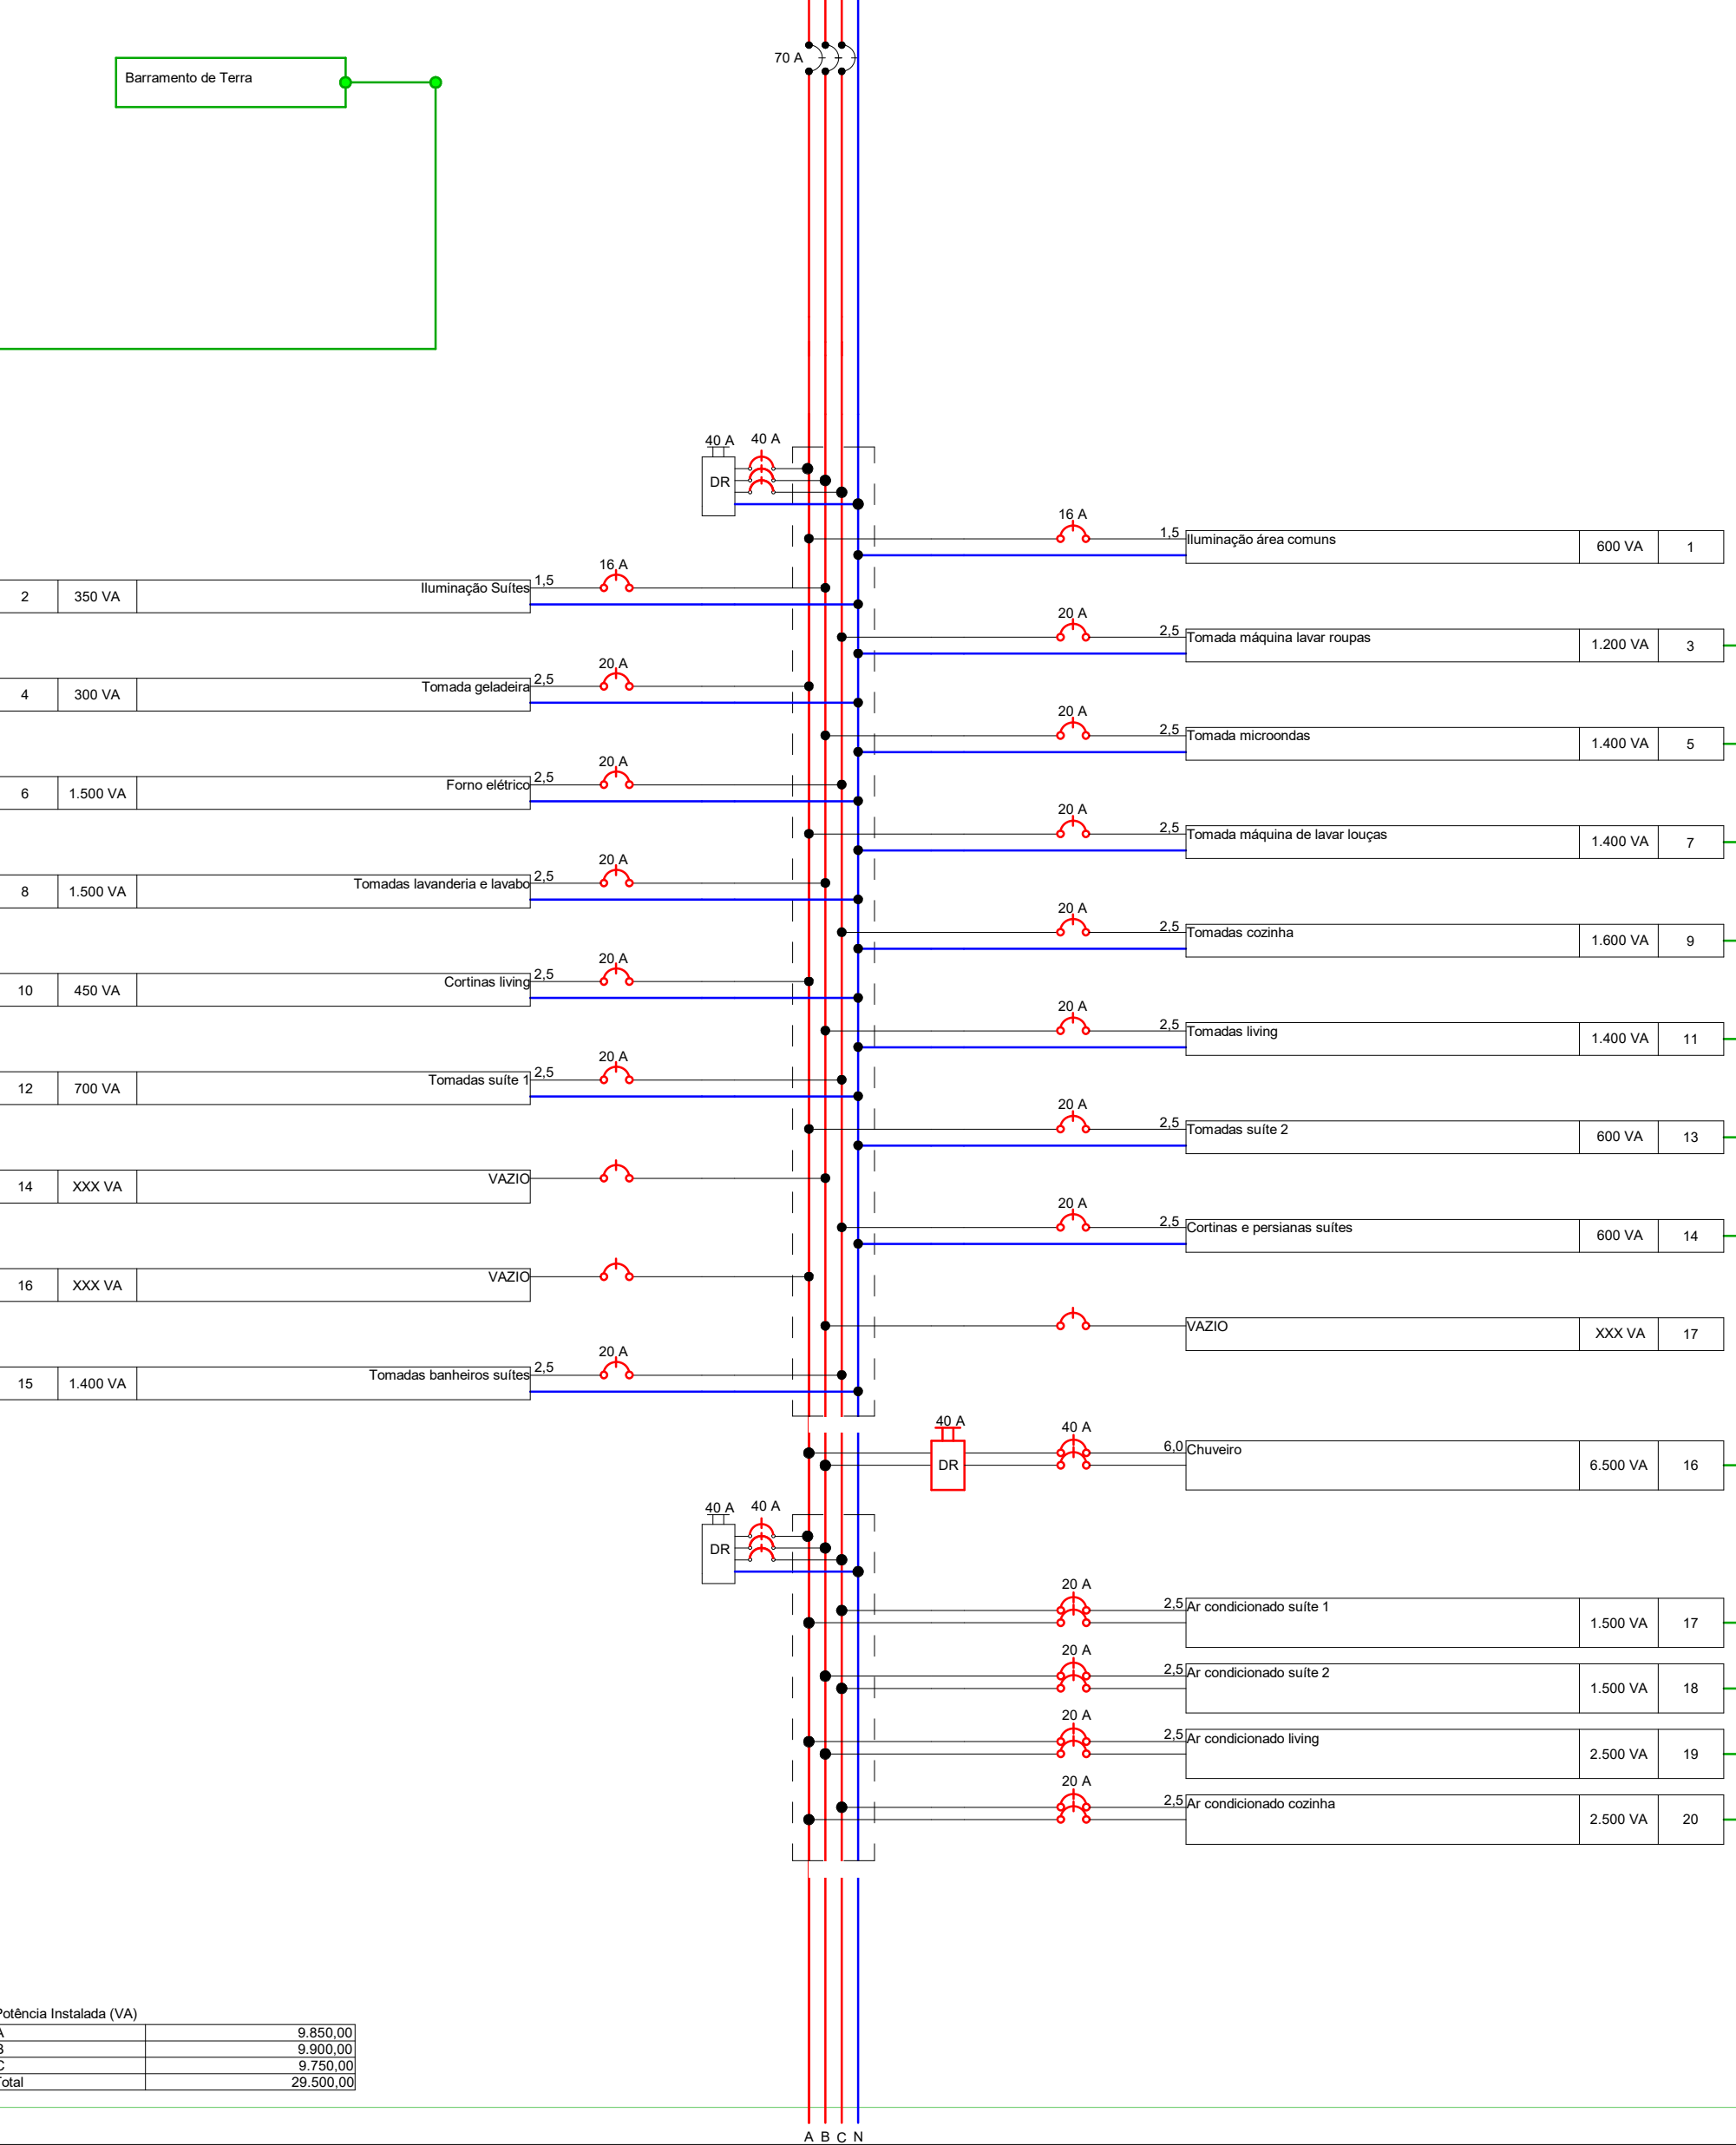 70 A
Barramento de Terra
40 A 40 A
DR
16 A
1,5 Iluminação área comuns 600 VA 1
16 A
2 350 VA Iluminação Suítes 1,5
20 A
2,5 Tomada máquina lavar roupas 1.200 VA 3
20 A
4 300 VA Tomada geladeira 2,5
20 A
2,5 Tomada microondas 1.400 VA 5
20 A
6 1.500 VA Forno elétrico 2,5
20 A
2,5 Tomada máquina de lavar louças 1.400 VA 7
20 A
8 1.500 VA Tomadas lavanderia e lavabo 2,5
20 A
2,5 Tomadas cozinha 1.600 VA 9
20 A
10 450 VA Cortinas living 2,5
20 A
2,5 Tomadas living 1.400 VA 11
20 A
12 700 VA Tomadas suíte 1 2,5
20 A
2,5 Tomadas suíte 2 600 VA 13
14 XXX VA VAZIO
20 A
2,5 Cortinas e persianas suítes 600 VA 14
16 XXX VA VAZIO
VAZIO XXX VA 17
20 A
15 1.400 VA Tomadas banheiros suítes 2,5
40 A 40 A
DR 6,0 Chuveiro 6.500 VA 16
40 A 40 A
DR
20 A
2,5 Ar condicionado suíte 1 1.500 VA 17
20 A
2,5 Ar condicionado suíte 2 1.500 VA 18
20 A
2,5 Ar condicionado living 2.500 VA 19
20 A
2,5 Ar condicionado cozinha 2.500 VA 20
Potência Instalada (VA)
A 9.850,00
B 9.900,00
C 9.750,00
Total 29.500,00
A B C N